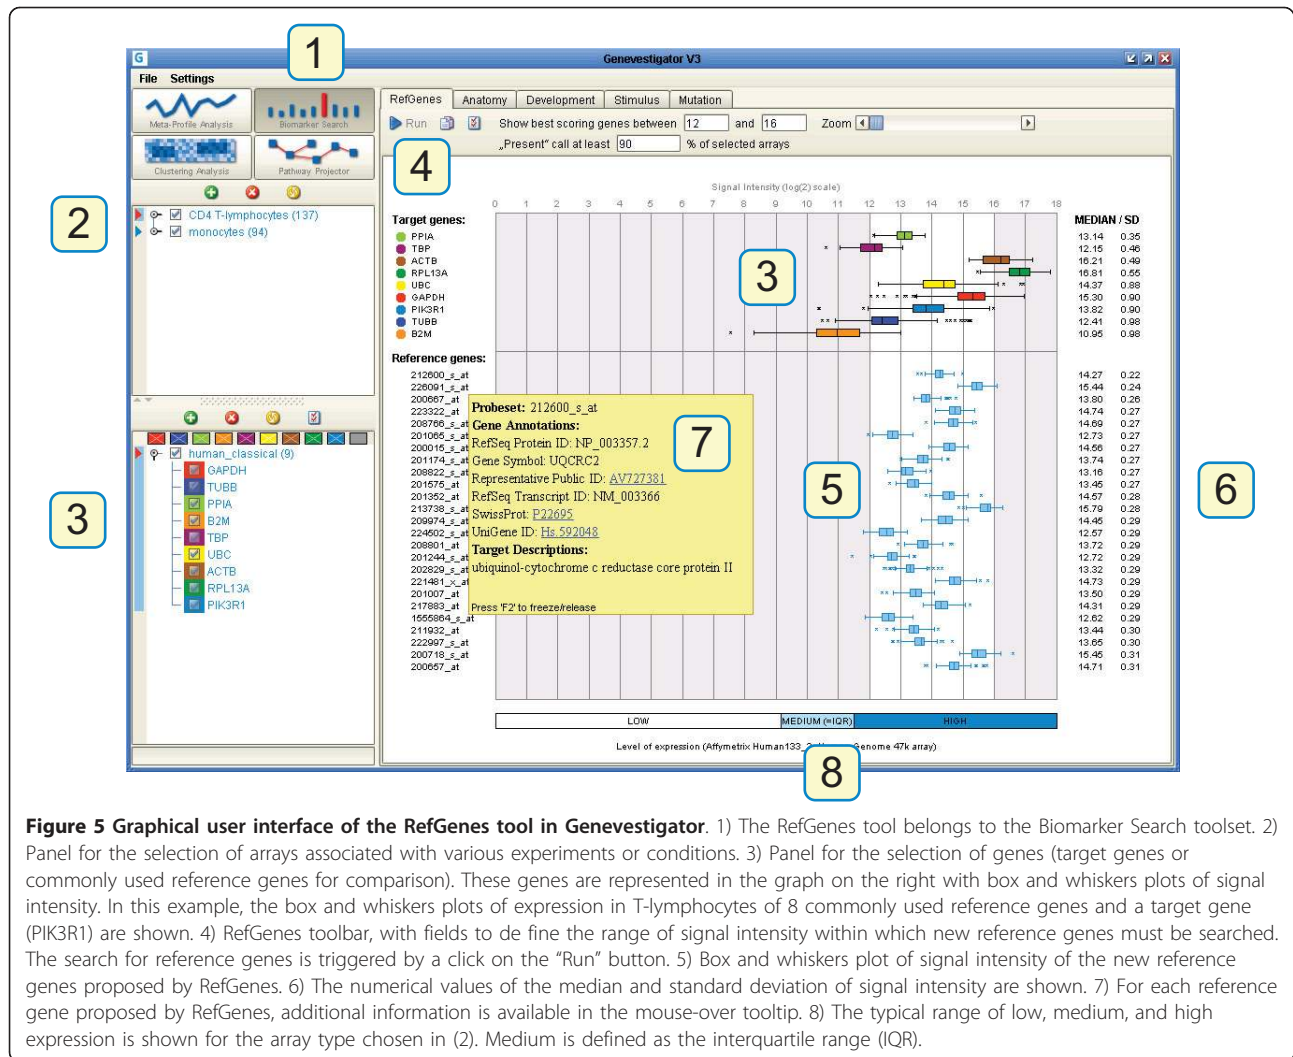 1
Genevestigator V3
File Settings
Meta-Profile Analysis
Biomarker Search
Clustering Analysis
Pathway Projector
2
CD4 T-lymphocytes (137)
monocytes (94)
3
human_classical (9)
GAPDH
TUBB
PPIA
B2M
TBP
UBC
ACTB
RPL13A
PIK3R1
RefGenes Anatomy Development Stimulus Mutation
Run Show best scoring genes between 12 and 16 Zoom
„Present" call at least 90 % of selected arrays
4
Signal Intensity (log(2) scale)
0 1 2 3 4 5 6 7 8 9 10 11 12 13 14 15 16 17 18
Target genes: MEDIAN / SD
PPIA 13.14 0.35
TBP 12.15 0.46
ACTB 16.21 0.49
RPL13A 16.81 0.55
UBC 14.37 0.88
GAPDH 15.30 0.90
PIK3R1 13.82 0.90
TUBB 12.41 0.98
B2M 10.95 0.98
3
Reference genes:
212600_s_at 14.27 0.22
226091_s_at 15.44 0.24
200667_at 13.80 0.26
223322_at 14.74 0.27
208766_s_at 14.69 0.27
201065_s_at 12.73 0.27
200015_s_at 14.56 0.27
201174_s_at 13.74 0.27
208822_s_at 13.16 0.27
201575_at 13.45 0.27
201352_at 14.57 0.28
213738_s_at 15.79 0.28
209974_s_at 14.45 0.29
224502_s_at 12.57 0.29
208801_at 13.72 0.29
201244_s_at 12.72 0.29
202829_s_at 13.32 0.29
221481_x_at 14.73 0.29
201007_at 13.50 0.29
217883_at 14.31 0.29
1555864_s_at 12.62 0.29
211932_at 13.44 0.30
222997_s_at 13.65 0.30
200718_s_at 15.45 0.31
200657_at 14.71 0.31
Probeset: 212600_s_at
Gene Annotations:
RefSeq Protein ID: NP_003357.2
Gene Symbol: UQCRC2
Representative Public ID: AV727381
RefSeq Transcript ID: NM_003366
SwissProt: P22695
UniGene ID: Hs.592048
Target Descriptions:
ubiquinol-cytochrome c reductase core protein II
Press 'F2' to freeze/release
7
5
6
LOW MEDIUM (=IQR) HIGH
Level of expression (Affymetrix Human133_2 Genome 47k array)
8
Figure 5 Graphical user interface of the RefGenes tool in Genevestigator. 1) The RefGenes tool belongs to the Biomarker Search toolset. 2)
Panel for the selection of arrays associated with various experiments or conditions. 3) Panel for the selection of genes (target genes or
commonly used reference genes for comparison). These genes are represented in the graph on the right with box and whiskers plots of signal
intensity. In this example, the box and whiskers plots of expression in T-lymphocytes of 8 commonly used reference genes and a target gene
(PIK3R1) are shown. 4) RefGenes toolbar, with fields to de fine the range of signal intensity within which new reference genes must be searched.
The search for reference genes is triggered by a click on the "Run" button. 5) Box and whiskers plot of signal intensity of the new reference
genes proposed by RefGenes. 6) The numerical values of the median and standard deviation of signal intensity are shown. 7) For each reference
gene proposed by RefGenes, additional information is available in the mouse-over tooltip. 8) The typical range of low, medium, and high
expression is shown for the array type chosen in (2). Medium is defined as the interquartile range (IQR).